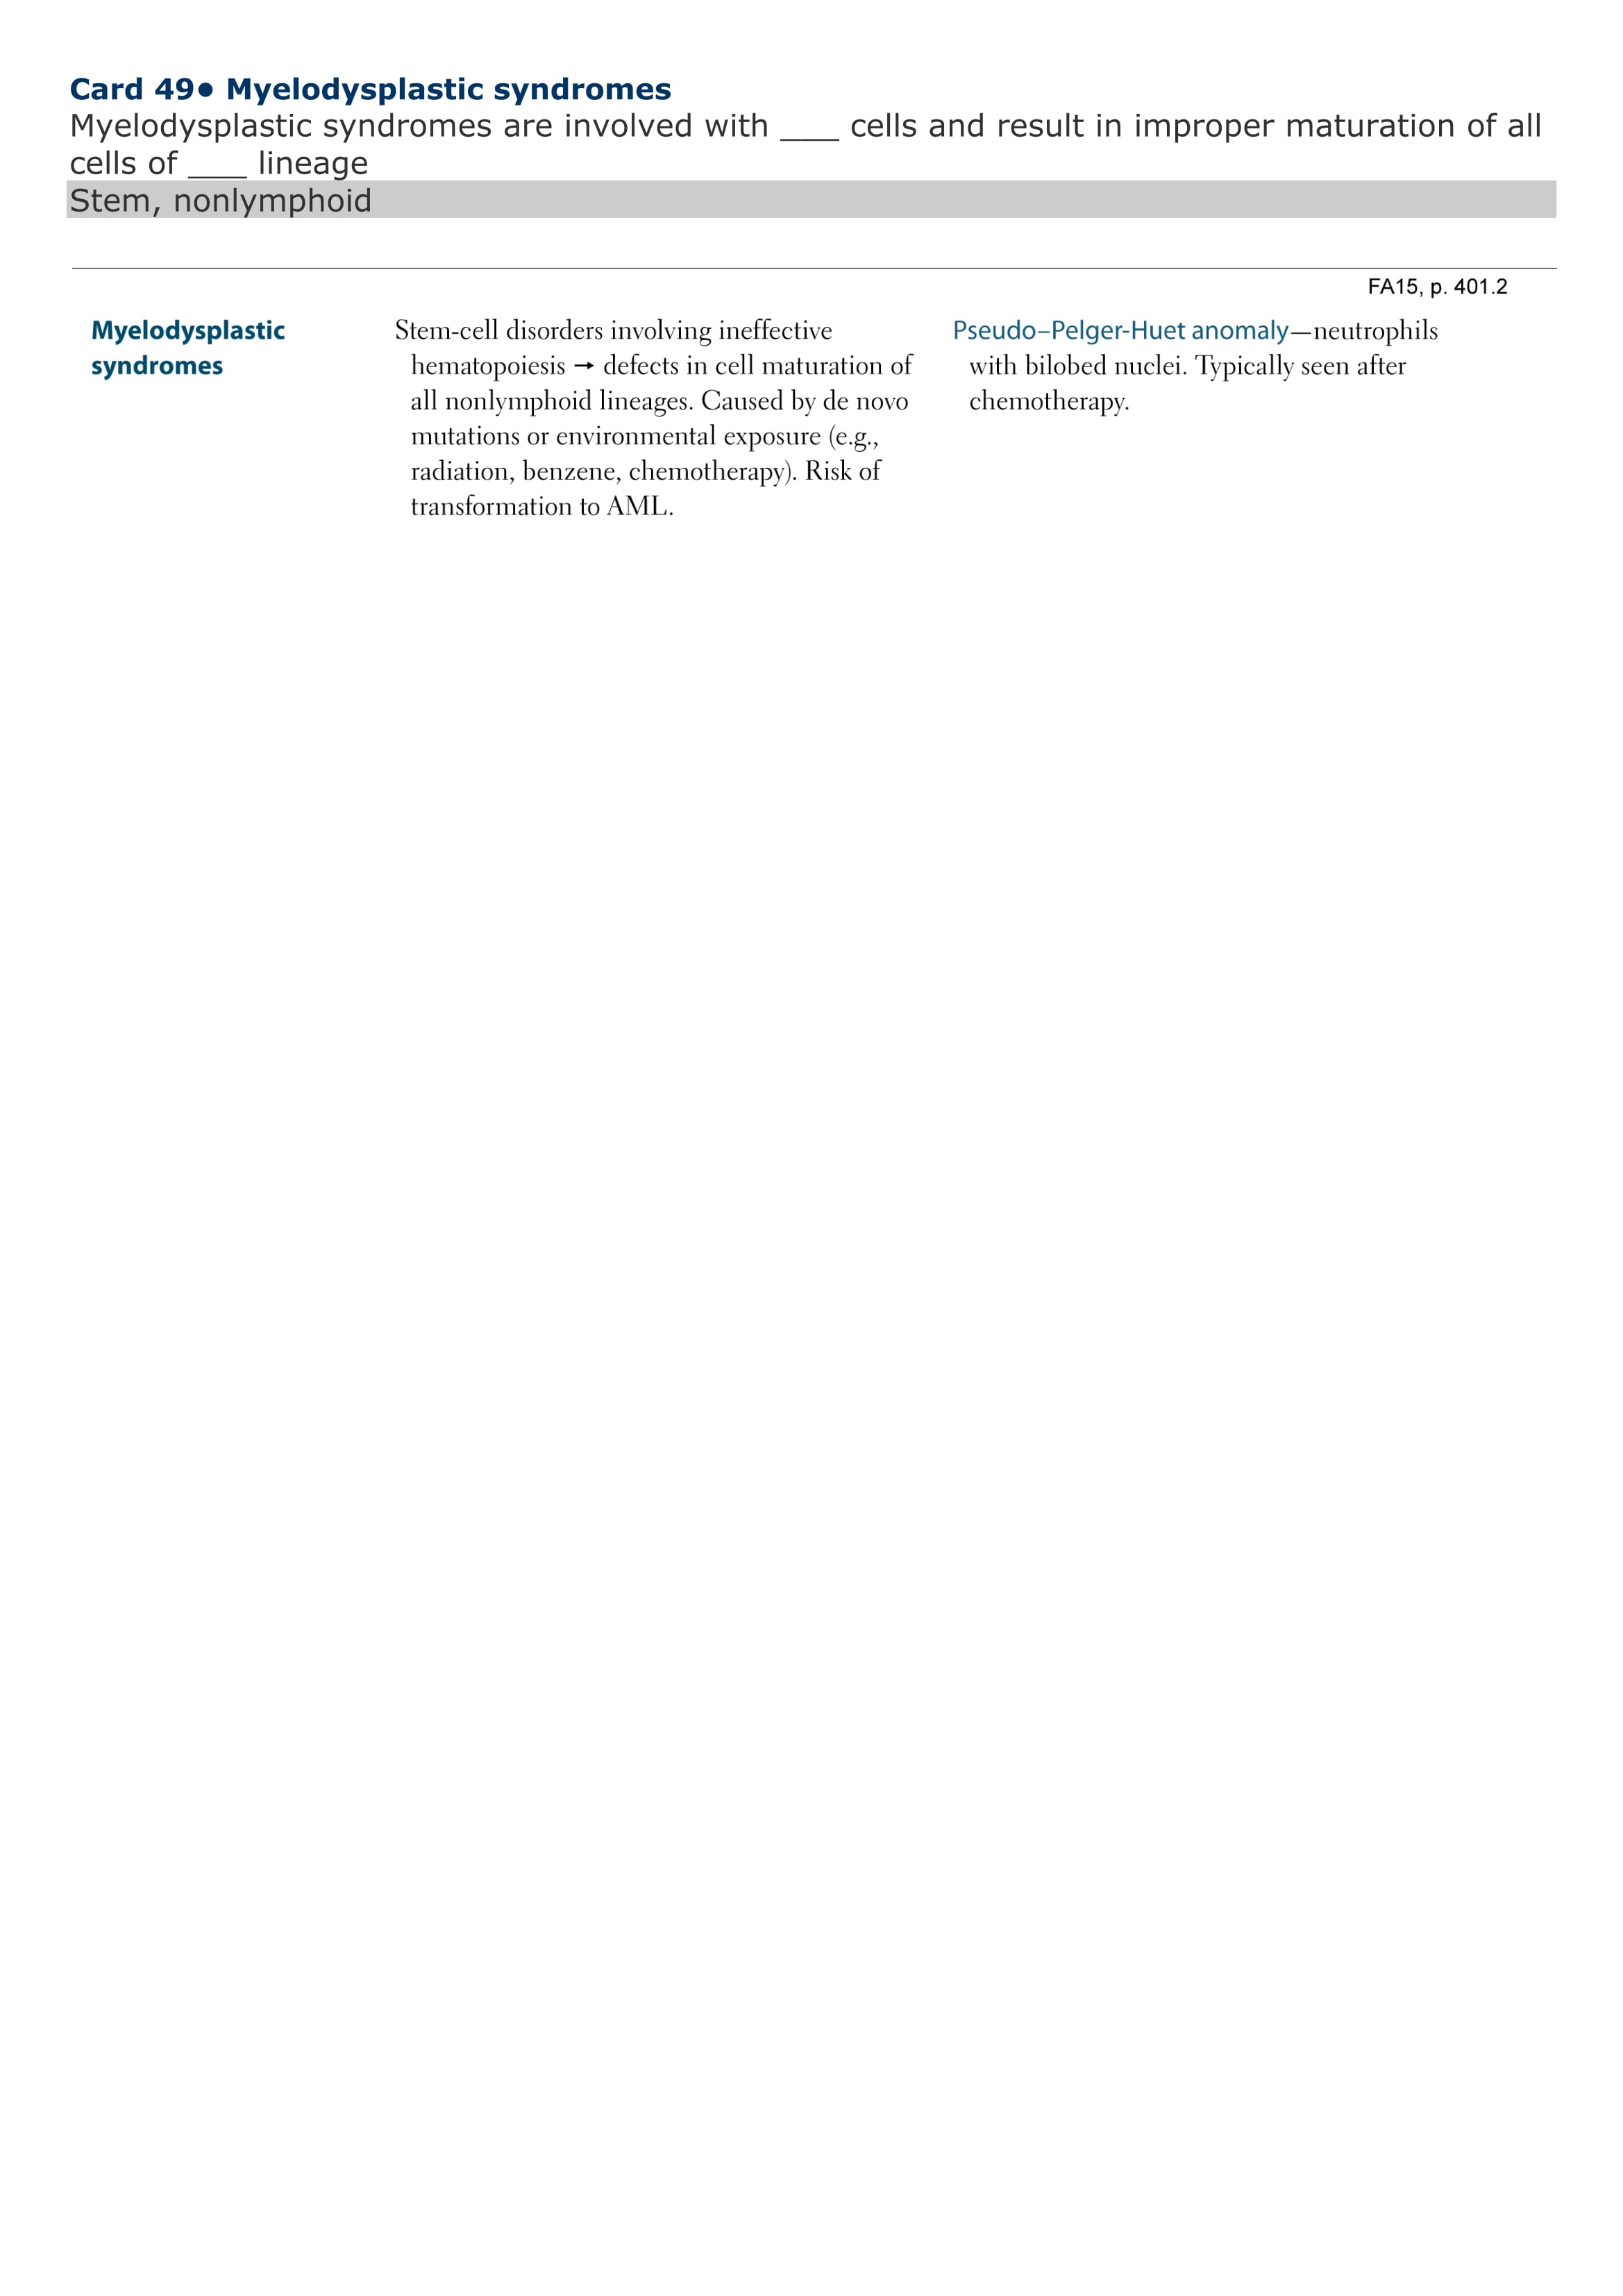 Card 49• Myelodysplastic syndromes
Myelodysplastic syndromes are involved with ___ cells and result in improper maturation of all
cells of ___ lineage
Stem, nonlymphoid
FA15, p. 401.2
Myelodysplastic
syndromes
Stem-cell disorders involving ineffective
hematopoiesis → defects in cell maturation of
all nonlymphoid lineages. Caused by de novo
mutations or environmental exposure (e.g.,
radiation, benzene, chemotherapy). Risk of
transformation to AML.
Pseudo–Pelger-Huet anomaly—neutrophils
with bilobed nuclei. Typically seen after
chemotherapy.